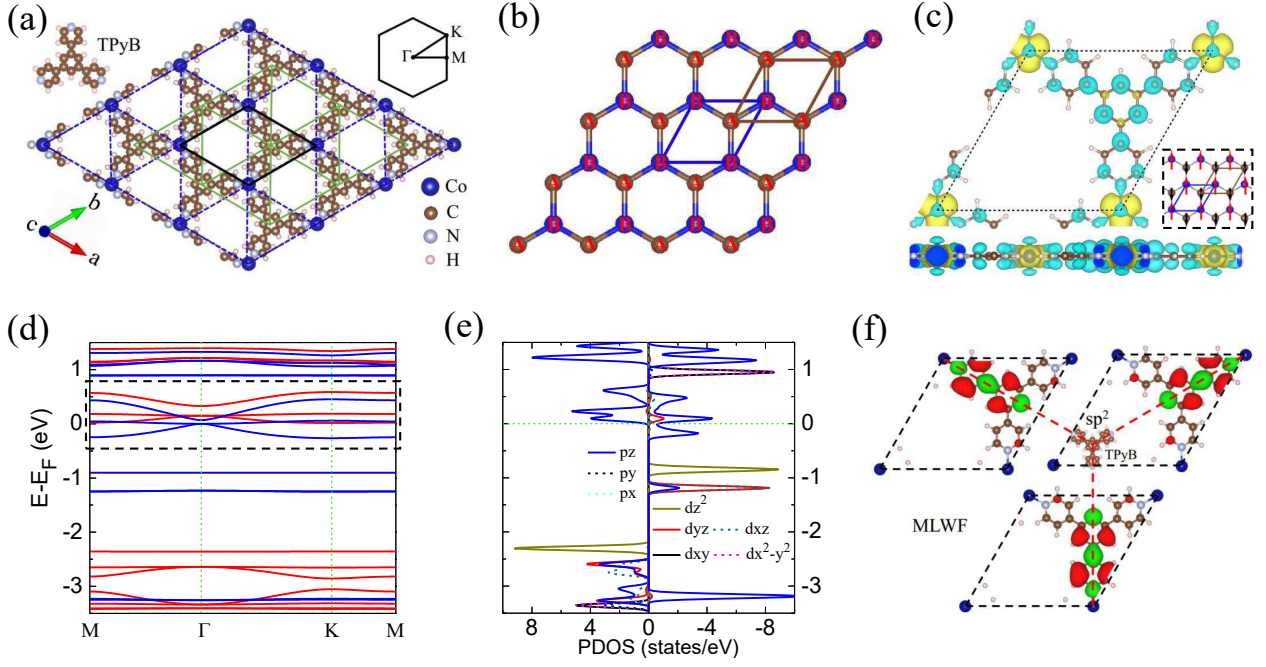 (a)
TPyB
K
Γ
M
b
c
a
Co
C
N
H
(b)
B B B B
A A A A
B B B B
A A A A
B B B B
A A A A
B B B B
A A A A
(c)
(d)
E-E_F (eV)
1
0
-1
-2
-3
M Γ K M
(e)
1
0
-1
-2
-3
pz
py
px
dz²
dyz dxz
dxy dx²-y²
8 4 0 -4 -8
PDOS (states/eV)
(f)
sp²
TPyB
MLWF